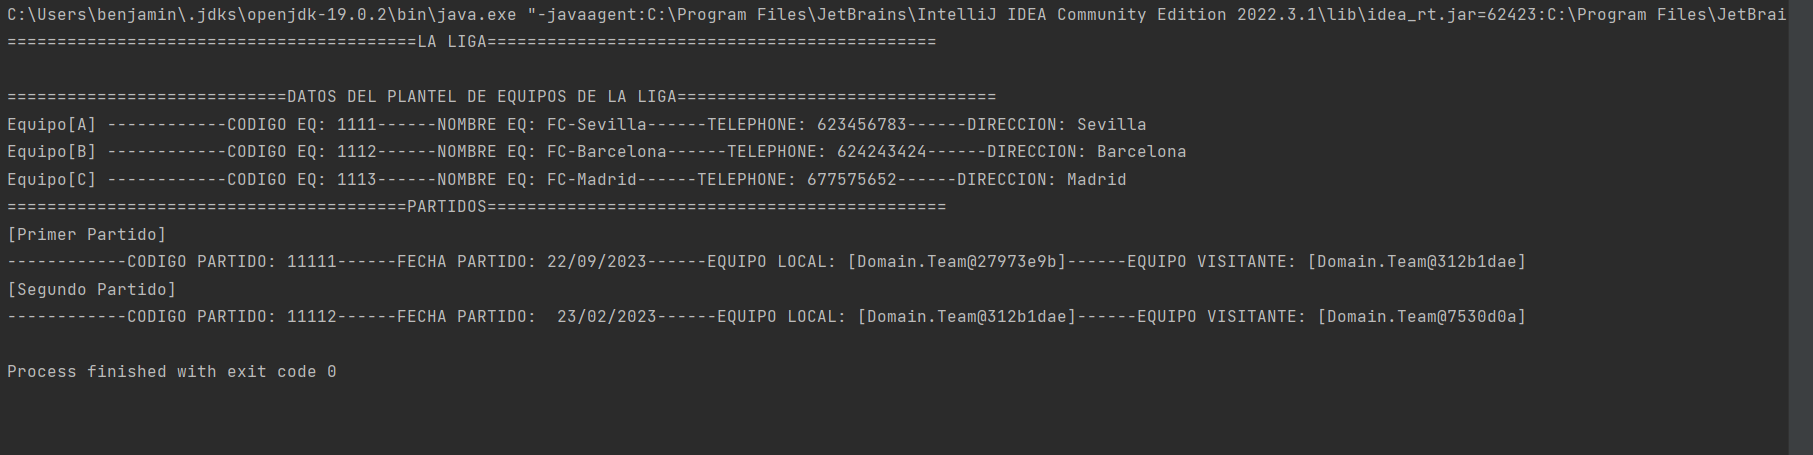 C:\Users\benjamin\.jdks\openjdk-19.0.2\bin\java.exe "-javaagent:C:\Program Files\JetBrains\IntelliJ IDEA Community Edition 2022.3.1\lib\idea_rt.jar=62423:C:\Program Files\JetBrai
=========================================LA LIGA=============================================
============================DATOS DEL PLANTEL DE EQUIPOS DE LA LIGA================================
Equipo[A] ------------CODIGO EQ: 1111------NOMBRE EQ: FC-Sevilla------TELEPHONE: 623456783------DIRECCION: Sevilla
Equipo[B] ------------CODIGO EQ: 1112------NOMBRE EQ: FC-Barcelona------TELEPHONE: 624243424------DIRECCION: Barcelona
Equipo[C] ------------CODIGO EQ: 1113------NOMBRE EQ: FC-Madrid------TELEPHONE: 677575652------DIRECCION: Madrid
========================================PARTIDOS==============================================
[Primer Partido]
------------CODIGO PARTIDO: 11111------FECHA PARTIDO: 22/09/2023------EQUIPO LOCAL: [Domain.Team@27973e9b]------EQUIPO VISITANTE: [Domain.Team@312b1dae]
[Segundo Partido]
------------CODIGO PARTIDO: 11112------FECHA PARTIDO:  23/02/2023------EQUIPO LOCAL: [Domain.Team@312b1dae]------EQUIPO VISITANTE: [Domain.Team@7530d0a]
Process finished with exit code 0